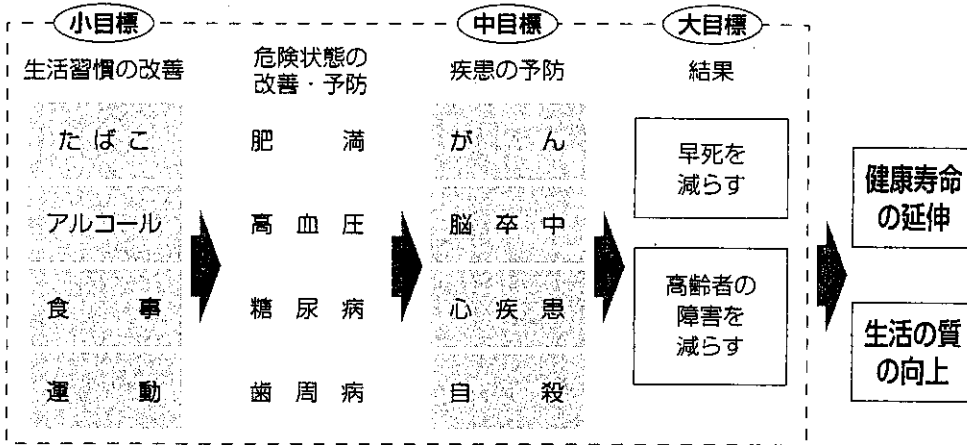 小目標
生活習慣の改善
たばこ
アルコール
食事
運動
危険状態の
改善・予防
肥満
高血圧
糖尿病
歯周病
中目標
疾患の予防
がん
脳卒中
心疾患
自殺
大目標
結果
早死を
減らす
高齢者の
障害を
減らす
健康寿命
の延伸
生活の質
の向上